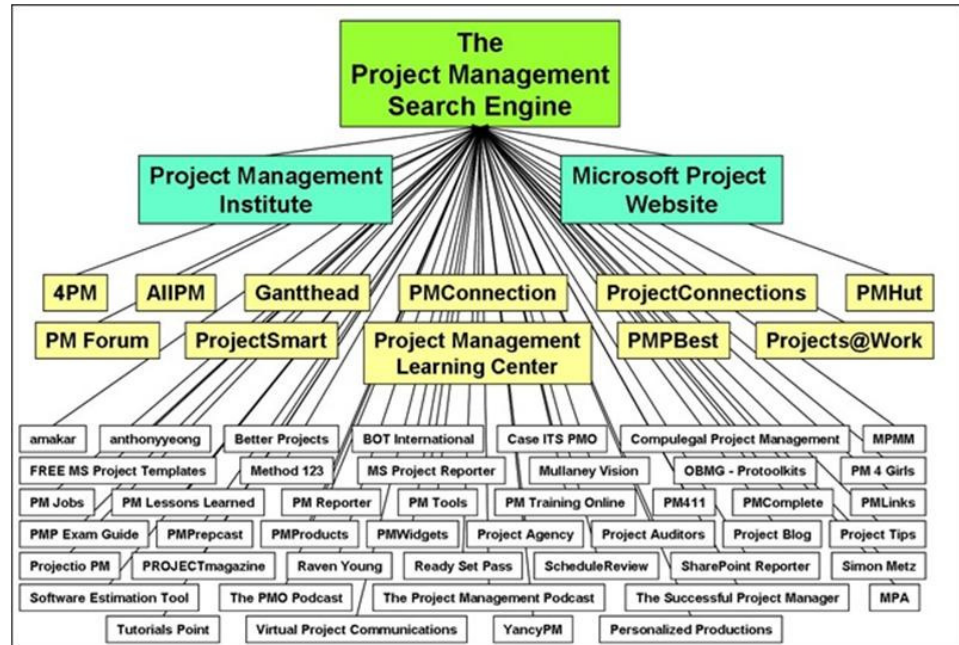 The
Project Management
Search Engine
Project Management
Institute
Microsoft Project
Website
4PM
AllPM
Gantthead
PMConnection
ProjectConnections
PMHut
PM Forum
ProjectSmart
Project Management
Learning Center
PMPBest
Projects@Work
amakar
anthonyyeong
Better Projects
BOT International
Case ITS PMO
Compulegal Project Management
MPMM
FREE MS Project Templates
Method 123
MS Project Reporter
Mullaney Vision
OBMG - Protoolkits
PM 4 Girls
PM Jobs
PM Lessons Learned
PM Reporter
PM Tools
PM Training Online
PM411
PMComplete
PMLinks
PMP Exam Guide
PMPrepcast
PMProducts
PMWidgets
Project Agency
Project Auditors
Project Blog
Project Tips
Projectio PM
PROJECTmagazine
Raven Young
Ready Set Pass
ScheduleReview
SharePoint Reporter
Simon Metz
Software Estimation Tool
The PMO Podcast
The Project Management Podcast
The Successful Project Manager
MPA
Tutorials Point
Virtual Project Communications
YancyPM
Personalized Productions